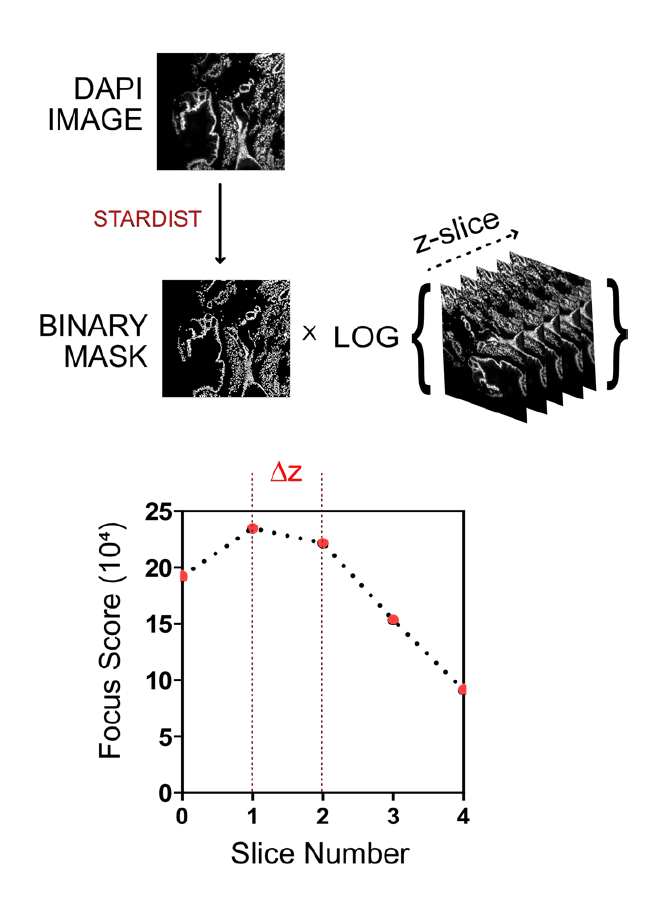 DAPI
IMAGE
STARDIST
z-slice
BINARY
MASK
x
LOG
{
}
Δz
Focus Score (10⁴)
25
20
15
10
5
0
0 1 2 3 4
Slice Number